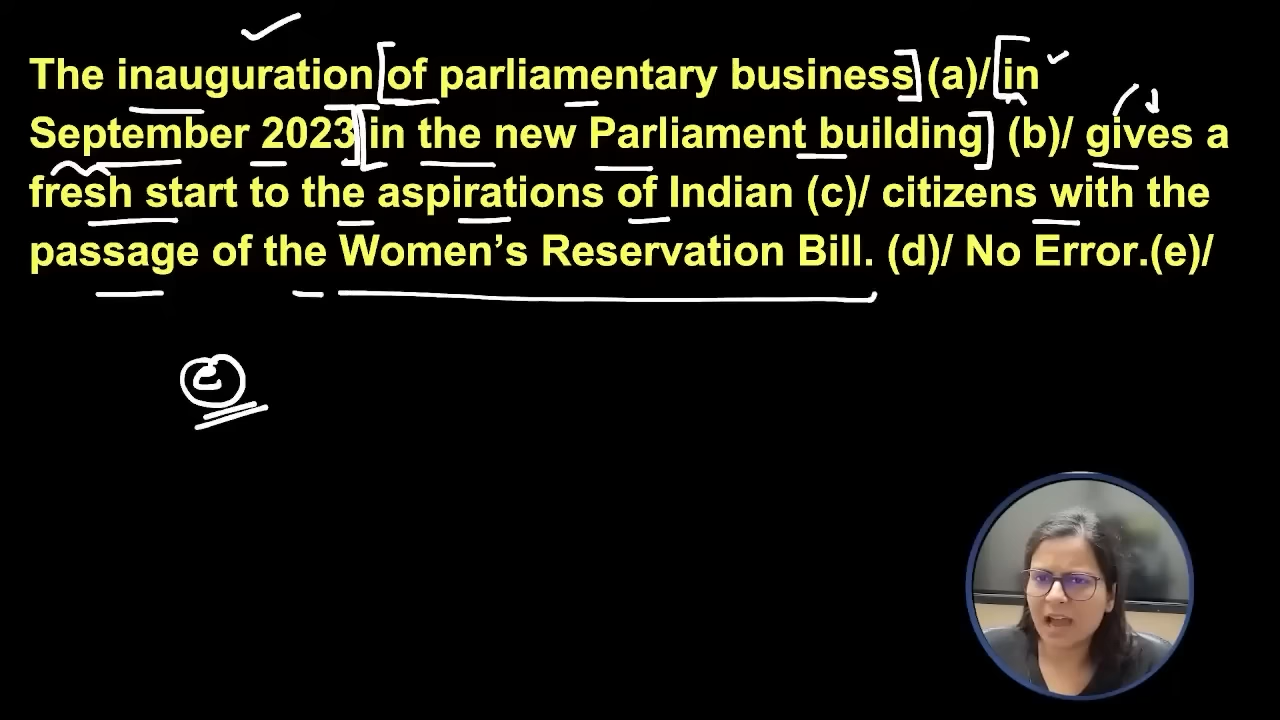 The inauguration [of parliamentary business] (a)/ [in
September 2023] [in the new Parliament building] (b)/ gives a
fresh start to the aspirations of Indian (c)/ citizens with the
passage of the Women's Reservation Bill. (d)/ No Error.(e)/
e